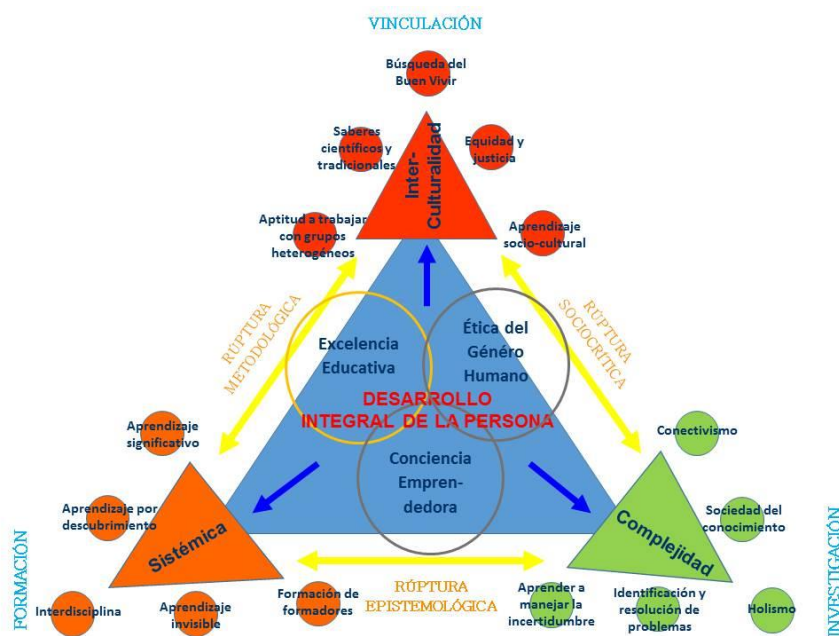 VINCULACIÓN
Búsqueda del
Buen Vivir
Saberes
científicos y
tradicionales
Equidad y
justicia
Inter-
Culturalidad
Aptitud a trabajar
con grupos
heterogéneos
Aprendizaje
socio-cultural
RÚPTURA
METODOLÓGICA
RÚPTURA
SOCIOCRÍTICA
Excelencia
Educativa
Ética del
Género
Humano
DESARROLLO
INTEGRAL DE LA PERSONA
Conciencia
Empren-
dedora
Aprendizaje
significativo
Aprendizaje por
descubrimiento
Sistémica
Interdisciplina
Aprendizaje
invisible
Formación de
formadores
FORMACIÓN
RÚPTURA
EPISTEMOLÓGICA
Conectivismo
Sociedad del
conocimiento
Complejidad
Aprender a
manejar la
incertidumbre
Identificación y
resolución de
problemas
Holismo
INVESTIGACIÓN